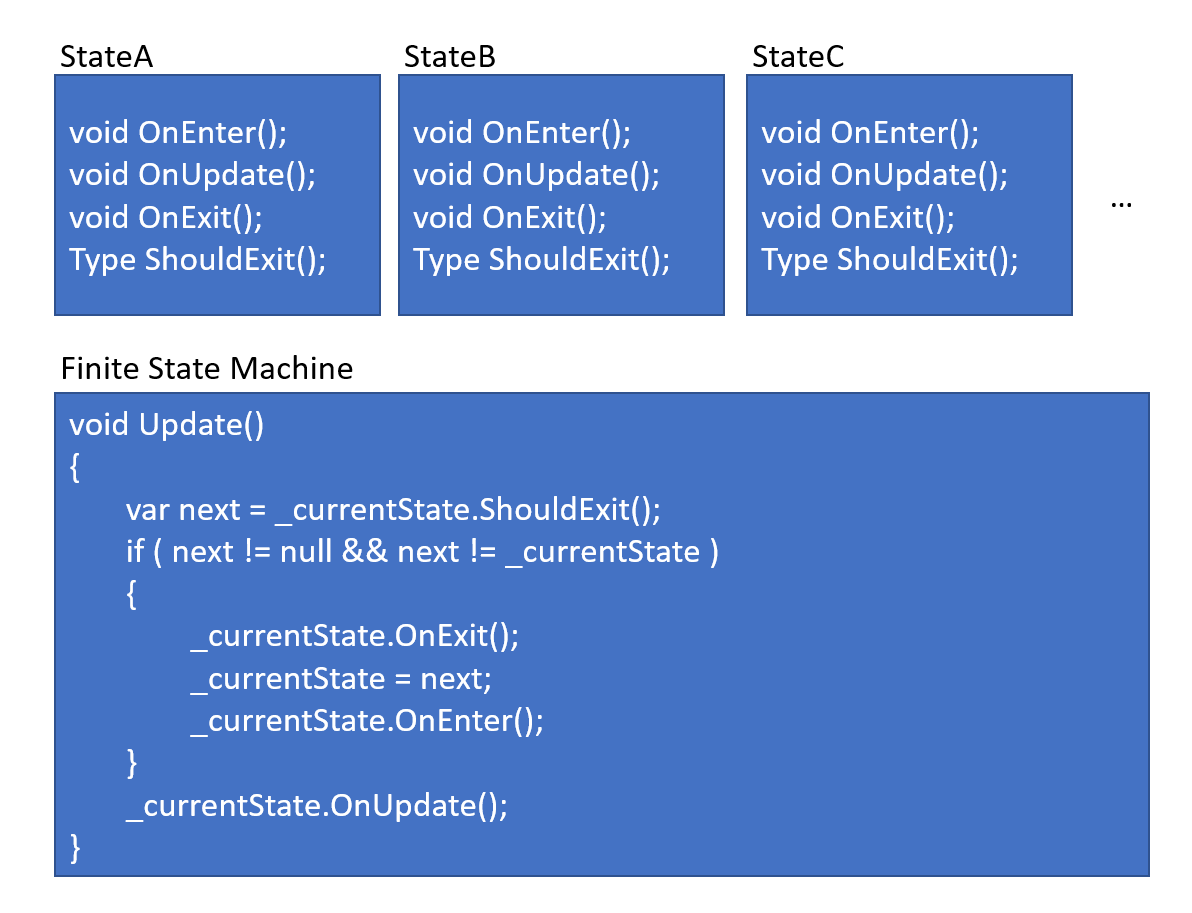 StateA
void OnEnter();
void OnUpdate();
void OnExit();
Type ShouldExit();
StateB
void OnEnter();
void OnUpdate();
void OnExit();
Type ShouldExit();
StateC
void OnEnter();
void OnUpdate();
void OnExit();
Type ShouldExit();
...
Finite State Machine
void Update()
{
var next = _currentState.ShouldExit();
if ( next != null && next != _currentState )
{
_currentState.OnExit();
_currentState = next;
_currentState.OnEnter();
}
_currentState.OnUpdate();
}